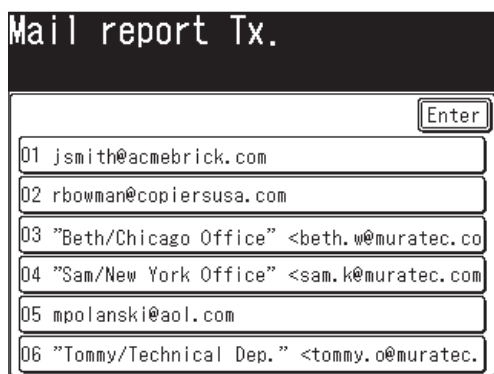 Mail report Tx.
Enter
01 jsmith@acmebrick.com
02 rbowman@copiersusa.com
03 "Beth/Chicago Office" <beth.w@muratec.co
04 "Sam/New York Office" <sam.k@muratec.com
05 mpolanski@aol.com
06 "Tommy/Technical Dep." <tommy.o@muratec.